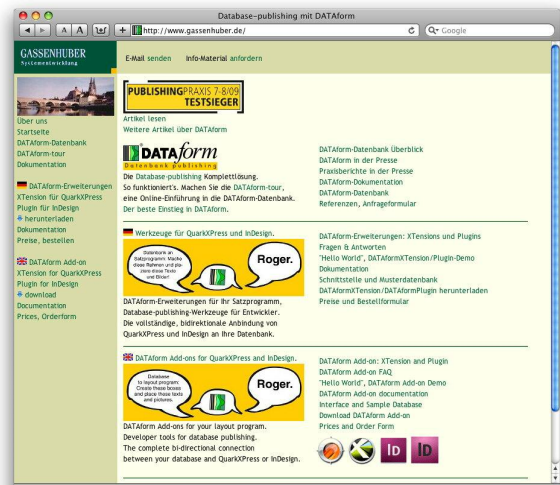 Database-publishing mit DATAform
A A
http://www.gassenhuber.de/
Google
GASSENHUBER
Systementwicklung
E-Mail senden Info-Material anfordern
Über uns
Startseite
DATAform-Datenbank
DATAform-tour
Dokumentation
DATAform-Erweiterungen
XTension für QuarkXPress
Plugin für InDesign
herunterladen
Dokumentation
Preise, bestellen
DATAform Add-on
XTension for QuarkXPress
Plugin for InDesign
download
Documentation
Prices, Orderform
PUBLISHINGPRAXIS 7-8/09
TESTSIEGER
Artikel lesen
Weitere Artikel über DATAform
DATAform
Datenbank publishing
Die Database-publishing Komplettlösung.
So funktioniert's. Machen Sie die DATAform-tour,
eine Online-Einführung in die DATAform-Datenbank.
Der beste Einstieg in DATAform.
DATAform-Datenbank Überblick
DATAform in der Presse
Praxisberichte in der Presse
DATAform-Dokumentation
DATAform-Datenbank
Referenzen, Anfrageformular
Werkzeuge für QuarkXPress und InDesign.
Datenbank an
Satzprogramm: Mache
diese Rahmen und pla-
ziere diese Texte
und Bilder!
Roger.
DATAform-Erweiterungen für Ihr Satzprogramm,
Database-publishing-Werkzeuge für Entwickler.
Die vollständige, bidirektionale Anbindung von
QuarkXPress und InDesign an Ihre Datenbank.
DATAform-Erweiterungen: XTensions und Plugins
Fragen & Antworten
"Hello World", DATAformXTension/Plugin-Demo
Dokumentation
Schnittstelle und Musterdatenbank
DATAformXTension/DATAformPlugin herunterladen
Preise und Bestellformular
DATAform Add-ons for QuarkXPress and InDesign.
Database
to layout program:
Create these boxes
and place these texts
and pictures.
Roger.
DATAform Add-ons for your layout program.
Developer tools for database publishing.
The complete bi-directional connection
between your database and QuarkXPress or InDesign.
DATAform Add-on: XTension and Plugin
DATAform Add-on FAQ
"Hello World", DATAform Add-on Demo
DATAform Add-on documentation
Interface and Sample Database
Download DATAform Add-on
Prices and Order Form
ID ID